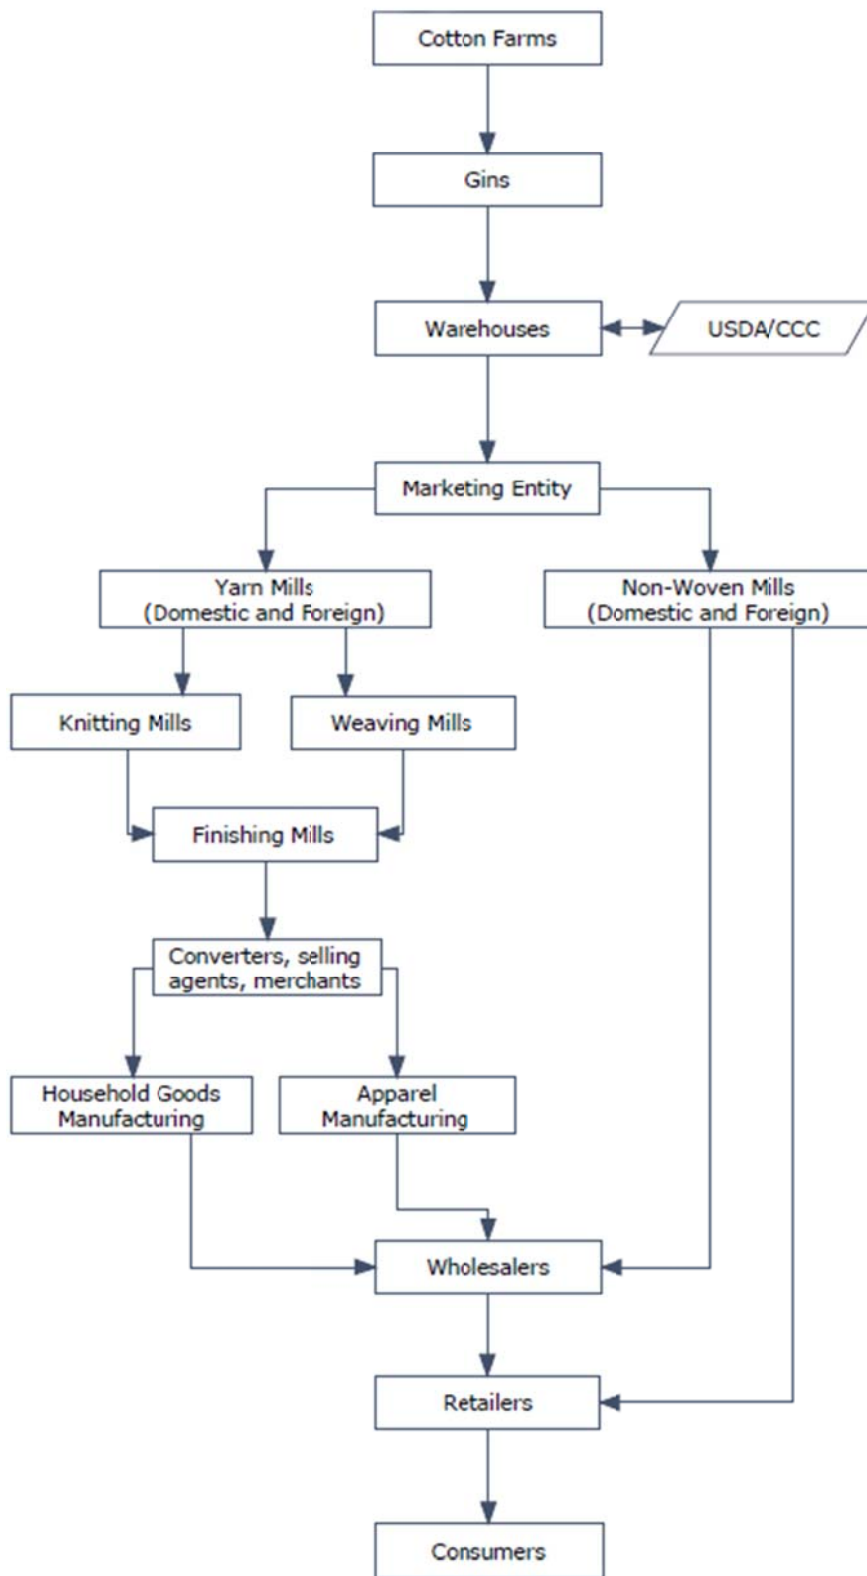 Cotton Farms
Gins
Warehouses
USDA/CCC
Marketing Entity
Yarn Mills
(Domestic and Foreign)
Non-Woven Mills
(Domestic and Foreign)
Knitting Mills
Weaving Mills
Finishing Mills
Converters, selling
agents, merchants
Household Goods
Manufacturing
Apparel
Manufacturing
Wholesalers
Retailers
Consumers